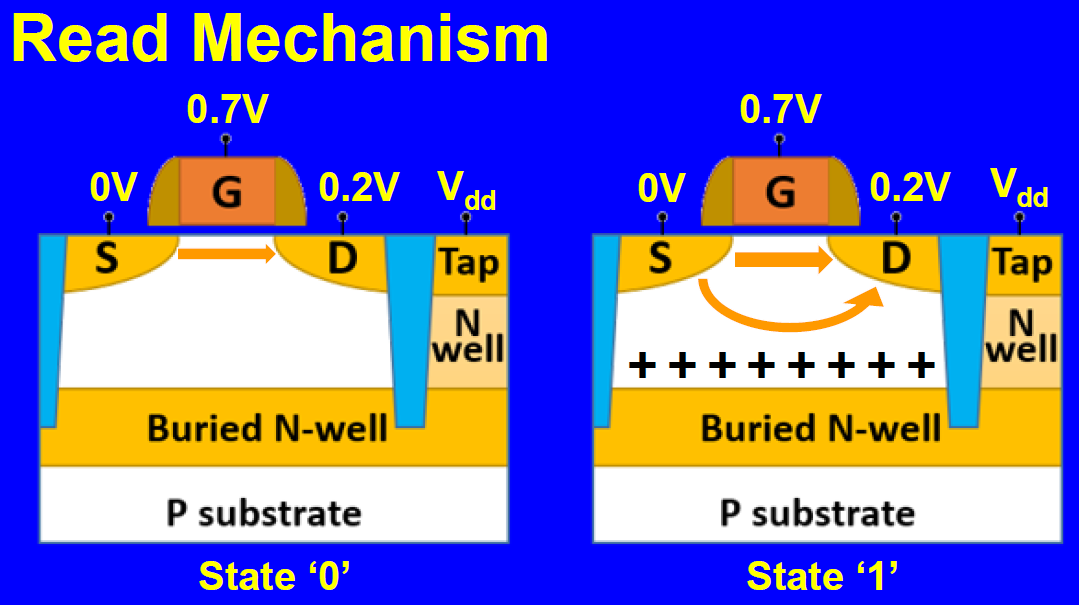 Read Mechanism
0.7V
0V
G
0.2V
Vdd
S
D
Tap
N
well
Buried N-well
P substrate
State ‘0’
0.7V
0V
G
0.2V
Vdd
S
D
Tap
N
well
+ + + + + + + +
Buried N-well
P substrate
State ‘1’